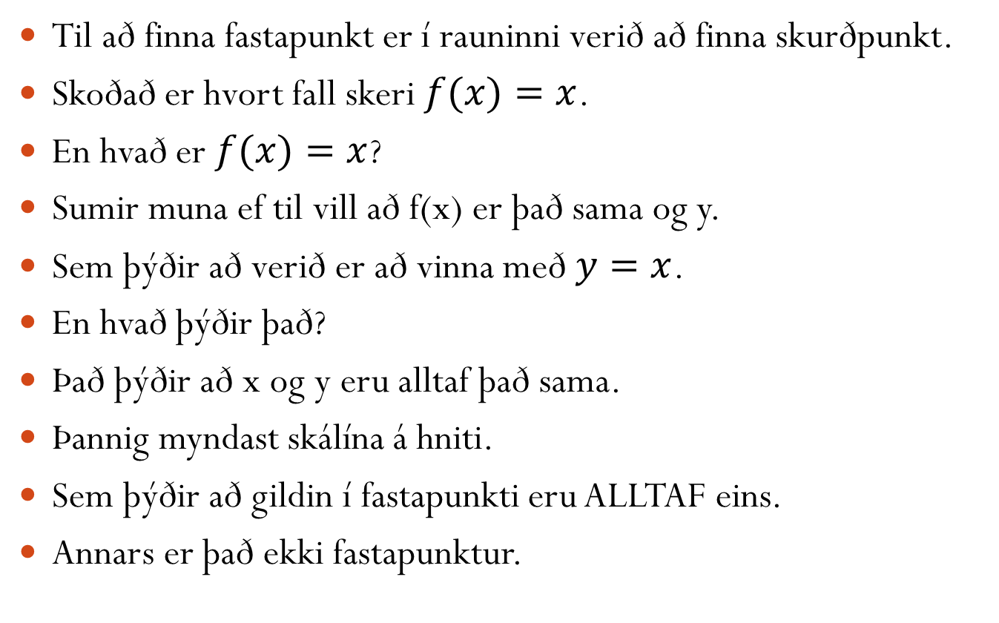 • Til að finna fastapunkt er í rauninni verið að finna skurðpunkt.
• Skoðað er hvort fall skeri f(x) = x.
• En hvað er f(x) = x?
• Sumir muna ef til vill að f(x) er það sama og y.
• Sem þýðir að verið er að vinna með y = x.
• En hvað þýðir það?
• Það þýðir að x og y eru alltaf það sama.
• Þannig myndast skálína á hniti.
• Sem þýðir að gildin í fastapunkti eru ALLTAF eins.
• Annars er það ekki fastapunktur.